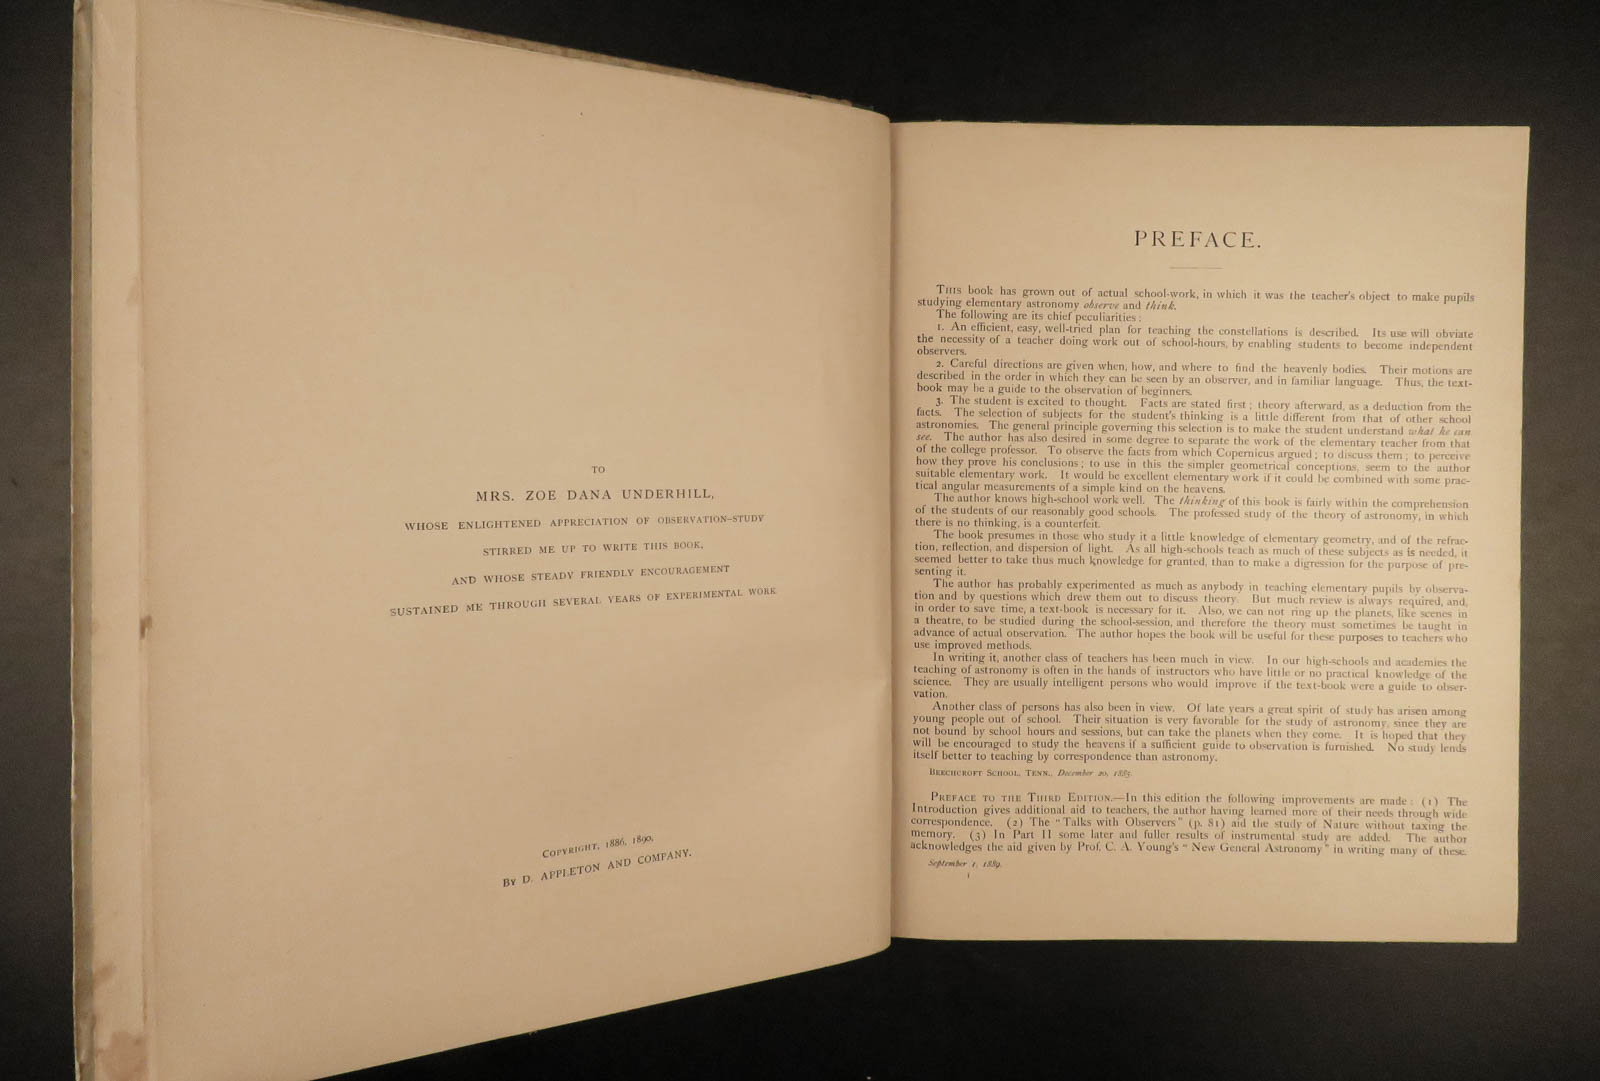 TO
MRS. ZOE DANA UNDERHILL,
WHOSE ENLIGHTENED APPRECIATION OF OBSERVATION-STUDY
STIRRED ME UP TO WRITE THIS BOOK,
AND WHOSE STEADY FRIENDLY ENCOURAGEMENT
SUSTAINED ME THROUGH SEVERAL YEARS OF EXPERIMENTAL WORK
COPYRIGHT, 1886, 1890,
BY D. APPLETON AND COMPANY.
PREFACE.
THIS book has grown out of actual school-work, in which it was the teacher's object to make pupils
studying elementary astronomy observe and think.
The following are its chief peculiarities:
1. An efficient, easy, well-tried plan for teaching the constellations is described. Its use will obviate
the necessity of a teacher doing work out of school-hours, by enabling students to become independent
observers.
2. Careful directions are given when, how, and where to find the heavenly bodies. Their motions are
described in the order in which they can be seen by an observer, and in familiar language. Thus, the text-
book may be a guide to the observation of beginners.
3. The student is excited to thought. Facts are stated first; theory afterward, as a deduction from the
facts. The selection of subjects for the student's thinking is a little different from that of other school
astronomies. The general principle governing this selection is to make the student understand what he can
see. The author has also desired in some degree to separate the work of the elementary teacher from that
of the college professor. To observe the facts from which Copernicus argued; to discuss them; to perceive
how they prove his conclusions; to use in this the simpler geometrical conceptions, seem to the author
suitable elementary work. It would be excellent elementary work if it could be combined with some prac-
tical angular measurements of a simple kind on the heavens.
The author knows high-school work well. The thinking of this book is fairly within the comprehension
of the students of our reasonably good schools. The professed study of the theory of astronomy, in which
there is no thinking, is a counterfeit.
The book presumes in those who study it a little knowledge of elementary geometry, and of the refrac-
tion, reflection, and dispersion of light. As all high-schools teach as much of these subjects as is needed, it
seemed better to take thus much knowledge for granted, than to make a digression for the purpose of pre-
senting it.
The author has probably experimented as much as anybody in teaching elementary pupils by observa-
tion and by questions which drew them out to discuss theory. But much review is always required, and,
in order to save time, a text-book is necessary for it. Also, we can not ring up the planets, like scenes in
a theatre, to be studied during the school-session, and therefore the theory must sometimes be taught in
advance of actual observation. The author hopes the book will be useful for these purposes to teachers who
use improved methods.
In writing it, another class of teachers has been much in view. In our high-schools and academies the
teaching of astronomy is often in the hands of instructors who have little or no practical knowledge of the
science. They are usually intelligent persons who would improve if the text-book were a guide to obser-
vation.
Another class of persons has also been in view. Of late years a great spirit of study has arisen among
young people out of school. Their situation is very favorable for the study of astronomy, since they are
not bound by school hours and sessions, but can take the planets when they come. It is hoped that they
will be encouraged to study the heavens if a sufficient guide to observation is furnished. No study lends
itself better to teaching by correspondence than astronomy.
BEECHCROFT SCHOOL, TENN., December 20, 1885.
PREFACE TO THE THIRD EDITION.—In this edition the following improvements are made: (1) The
Introduction gives additional aid to teachers, the author having learned more of their needs through wide
correspondence. (2) The "Talks with Observers" (p. 81) aid the study of Nature without taxing the
memory. (3) In Part II some later and fuller results of instrumental study are added. The author
acknowledges the aid given by Prof. C. A. Young's "New General Astronomy" in writing many of these.
September 1, 1889.
1